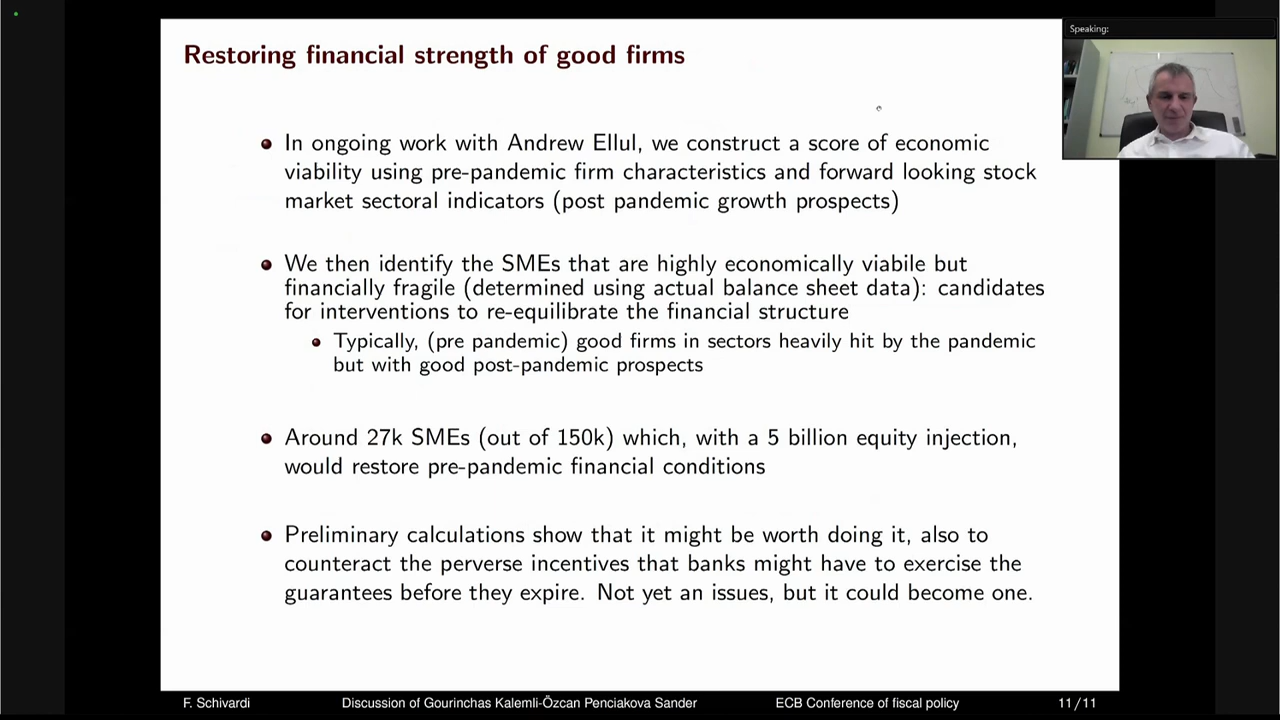 Restoring financial strength of good firms
Speaking:
In ongoing work with Andrew Ellul, we construct a score of economic
viability using pre-pandemic firm characteristics and forward looking stock
market sectoral indicators (post pandemic growth prospects)
We then identify the SMEs that are highly economically viabile but
financially fragile (determined using actual balance sheet data): candidates
for interventions to re-equilibrate the financial structure
Typically, (pre pandemic) good firms in sectors heavily hit by the pandemic
but with good post-pandemic prospects
Around 27k SMEs (out of 150k) which, with a 5 billion equity injection,
would restore pre-pandemic financial conditions
Preliminary calculations show that it might be worth doing it, also to
counteract the perverse incentives that banks might have to exercise the
guarantees before they expire. Not yet an issues, but it could become one.
F. Schivardi Discussion of Gourinchas Kalemli-Özcan Penciakova Sander ECB Conference of fiscal policy 11/11